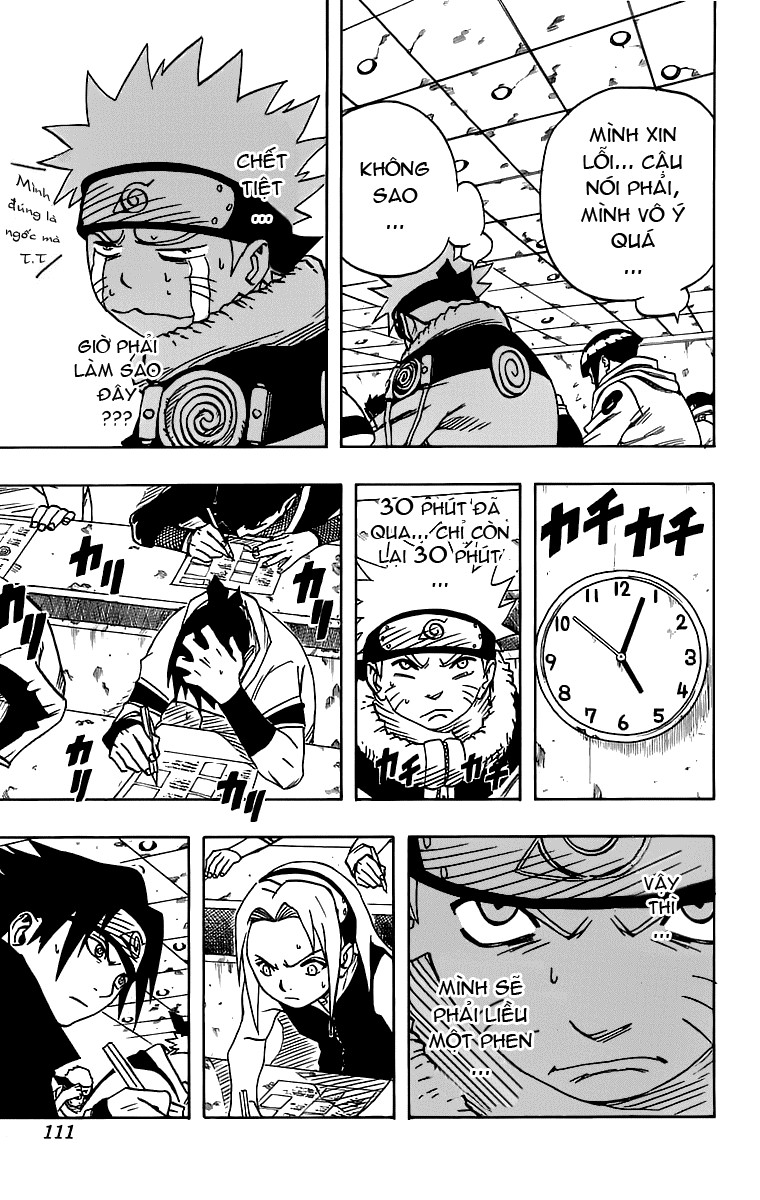 MÌNH XIN
LỖI... CÂU
NÓI PHẢI,
MÌNH VÔ Ý
QUÁ
...
KHÔNG
SAO
...
CHẾT
TIỆT
...
Mình
đúng là
ngốc mà
T.T
GIỜ PHẢI
LÀM SAO
ĐÂY
???
カチ
カチ
12
1
2
3
4
5
6
7
8
9
10
11
30 PHÚT ĐÃ
QUA... CHỈ CÒN
LẠI 30 PHÚT
...
カチ
カチ
カリ
カリ
カリ
カリ
カリ
VẬY
THÌ
...
MÌNH SẼ
PHẢI LIỀU
MỘT PHEN
...
111